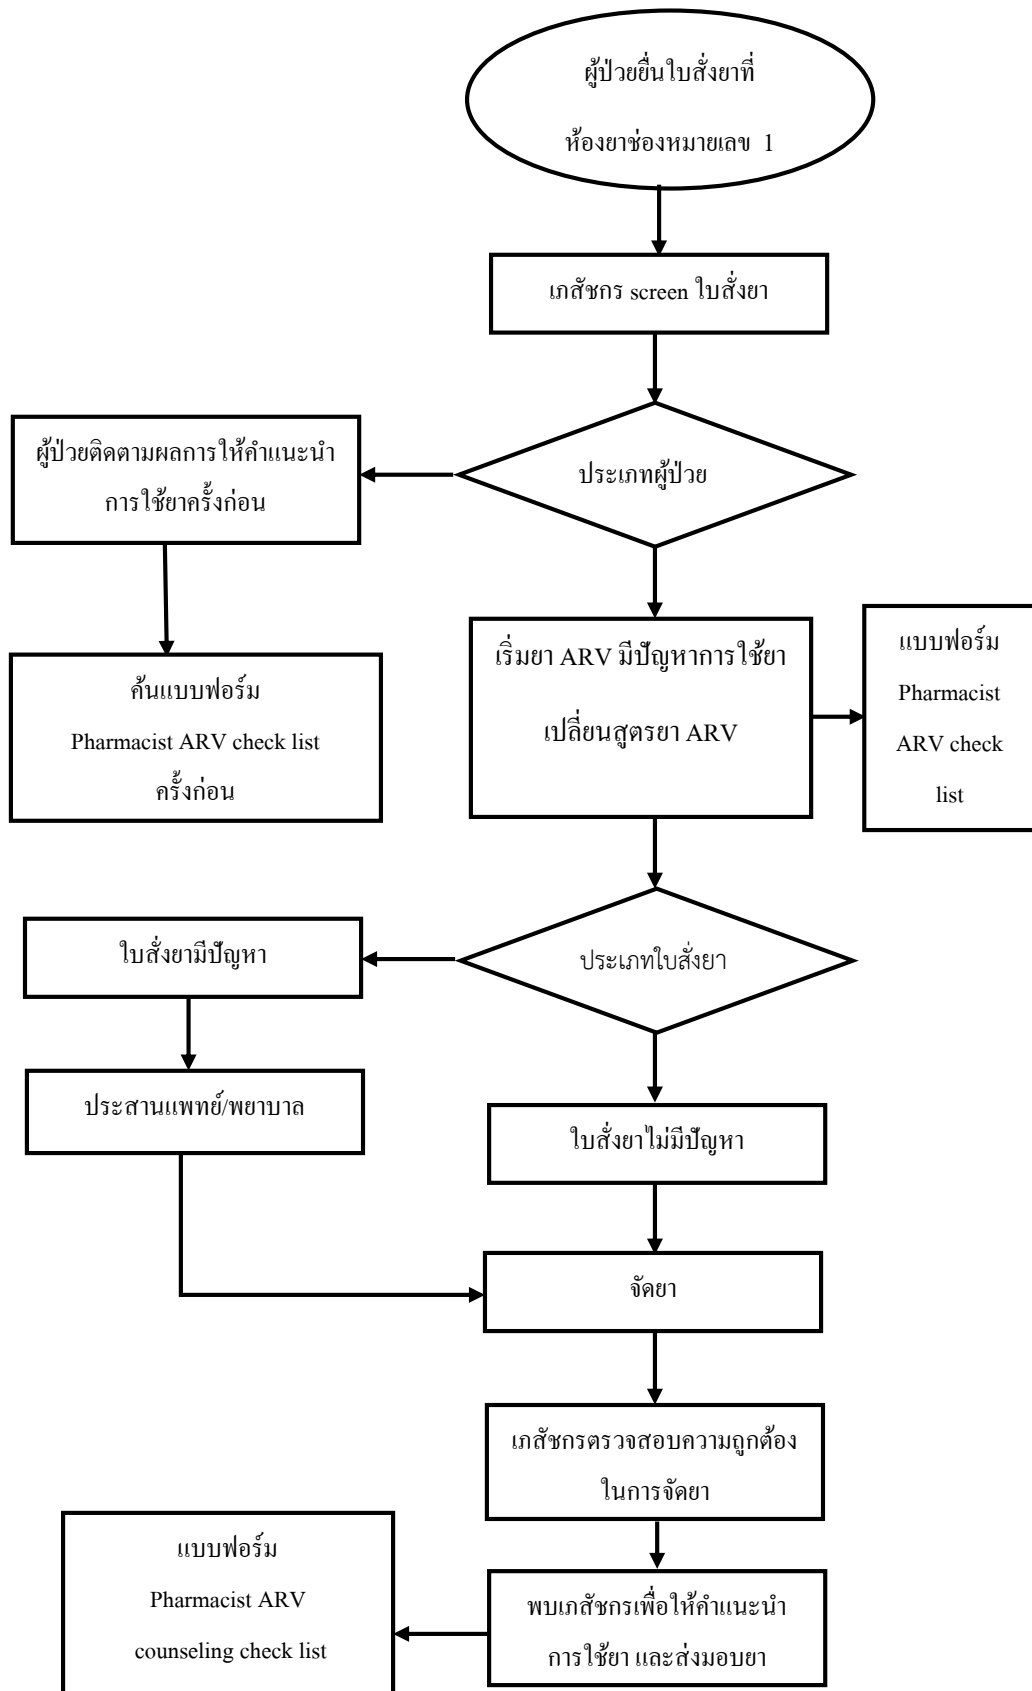 ผู้ป่วยยื่นใบสั่งยาที่
ห้องยาช่องหมายเลข 1
เภสัชกร screen ใบสั่งยา
ประเภทผู้ป่วย
ผู้ป่วยติดตามผลการให้คำแนะนำ
การใช้ยาครั้งก่อน
ค้นแบบฟอร์ม
Pharmacist ARV check list
ครั้งก่อน
เริ่มยา ARV มีปัญหาการใช้ยา
เปลี่ยนสูตรยา ARV
แบบฟอร์ม
Pharmacist
ARV check
list
ประเภทใบสั่งยา
ใบสั่งยามีปัญหา
ประสานแพทย์/พยาบาล
ใบสั่งยาไม่มีปัญหา
จัดยา
เภสัชกรตรวจสอบความถูกต้อง
ในการจัดยา
พบเภสัชกรเพื่อให้คำแนะนำ
การใช้ยา และส่งมอบยา
แบบฟอร์ม
Pharmacist ARV
counseling check list